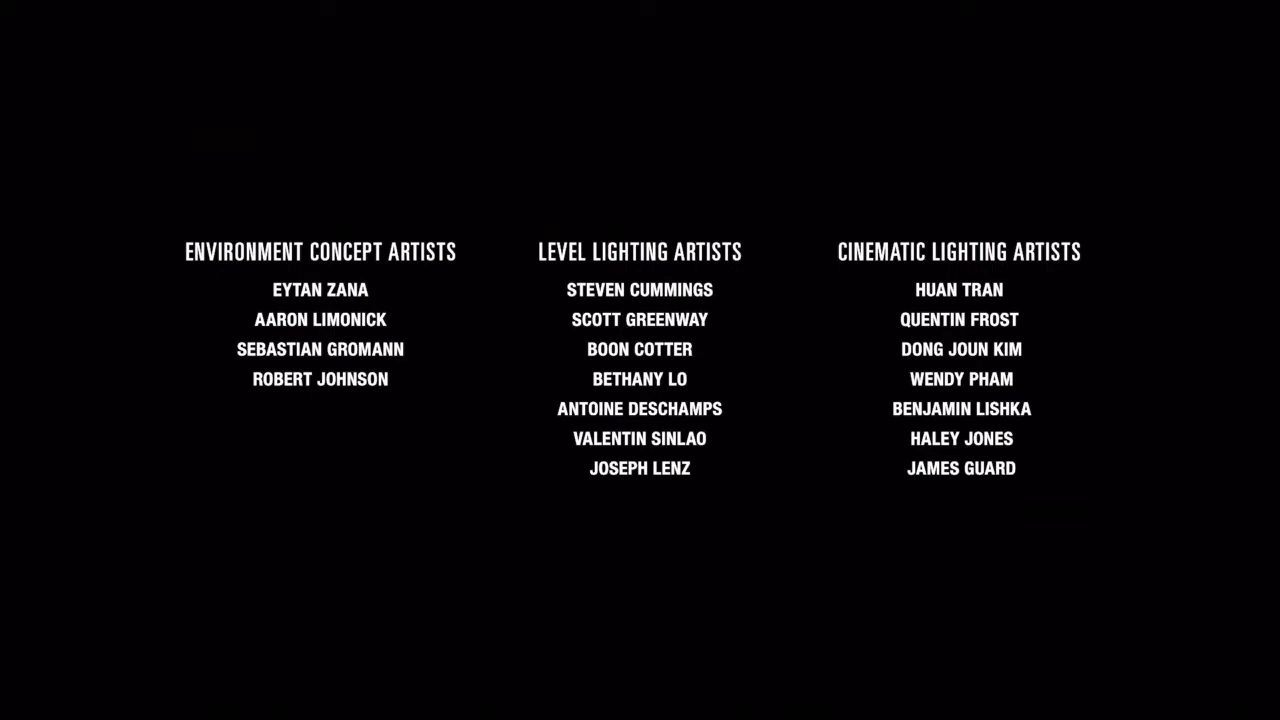 ENVIRONMENT CONCEPT ARTISTS
EYTAN ZANA
AARON LIMONICK
SEBASTIAN GROMANN
ROBERT JOHNSON
LEVEL LIGHTING ARTISTS
STEVEN CUMMINGS
SCOTT GREENWAY
BOON COTTER
BETHANY LO
ANTOINE DESCHAMPS
VALENTIN SINLAO
JOSEPH LENZ
CINEMATIC LIGHTING ARTISTS
HUAN TRAN
QUENTIN FROST
DONG JOUN KIM
WENDY PHAM
BENJAMIN LISHKA
HALEY JONES
JAMES GUARD